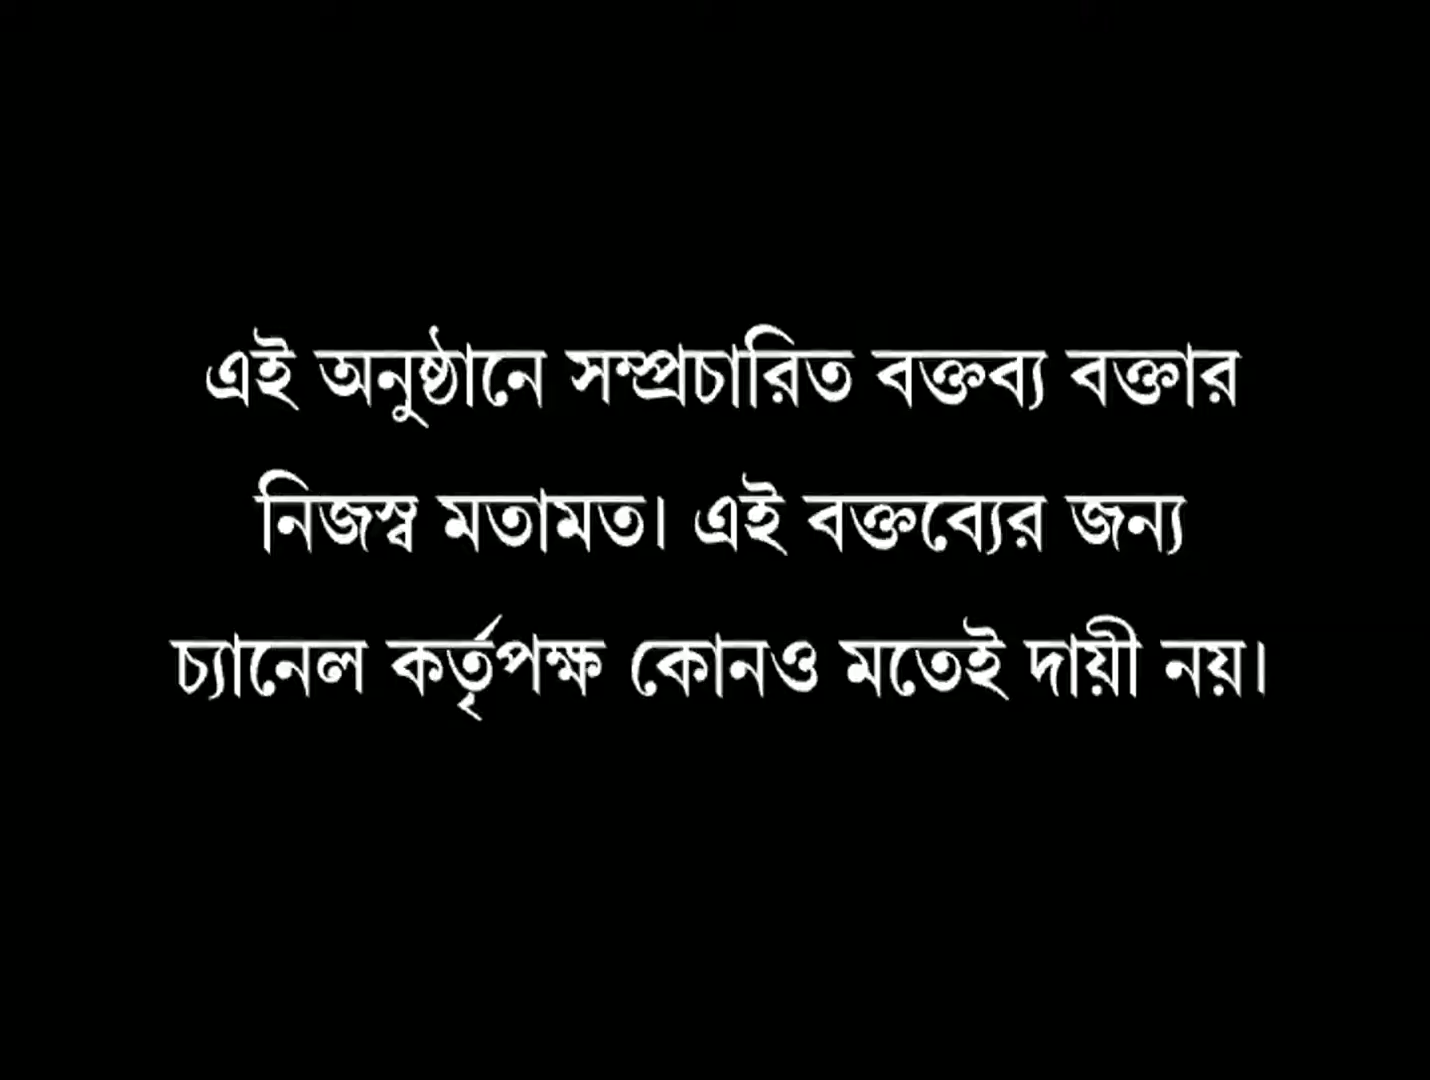 এই অনুষ্ঠানে সম্প্রচারিত বক্তব্য বক্তার
নিজস্ব মতামত। এই বক্তব্যের জন্য
চ্যানেল কর্তৃপক্ষ কোনও মতেই দায়ী নয়।